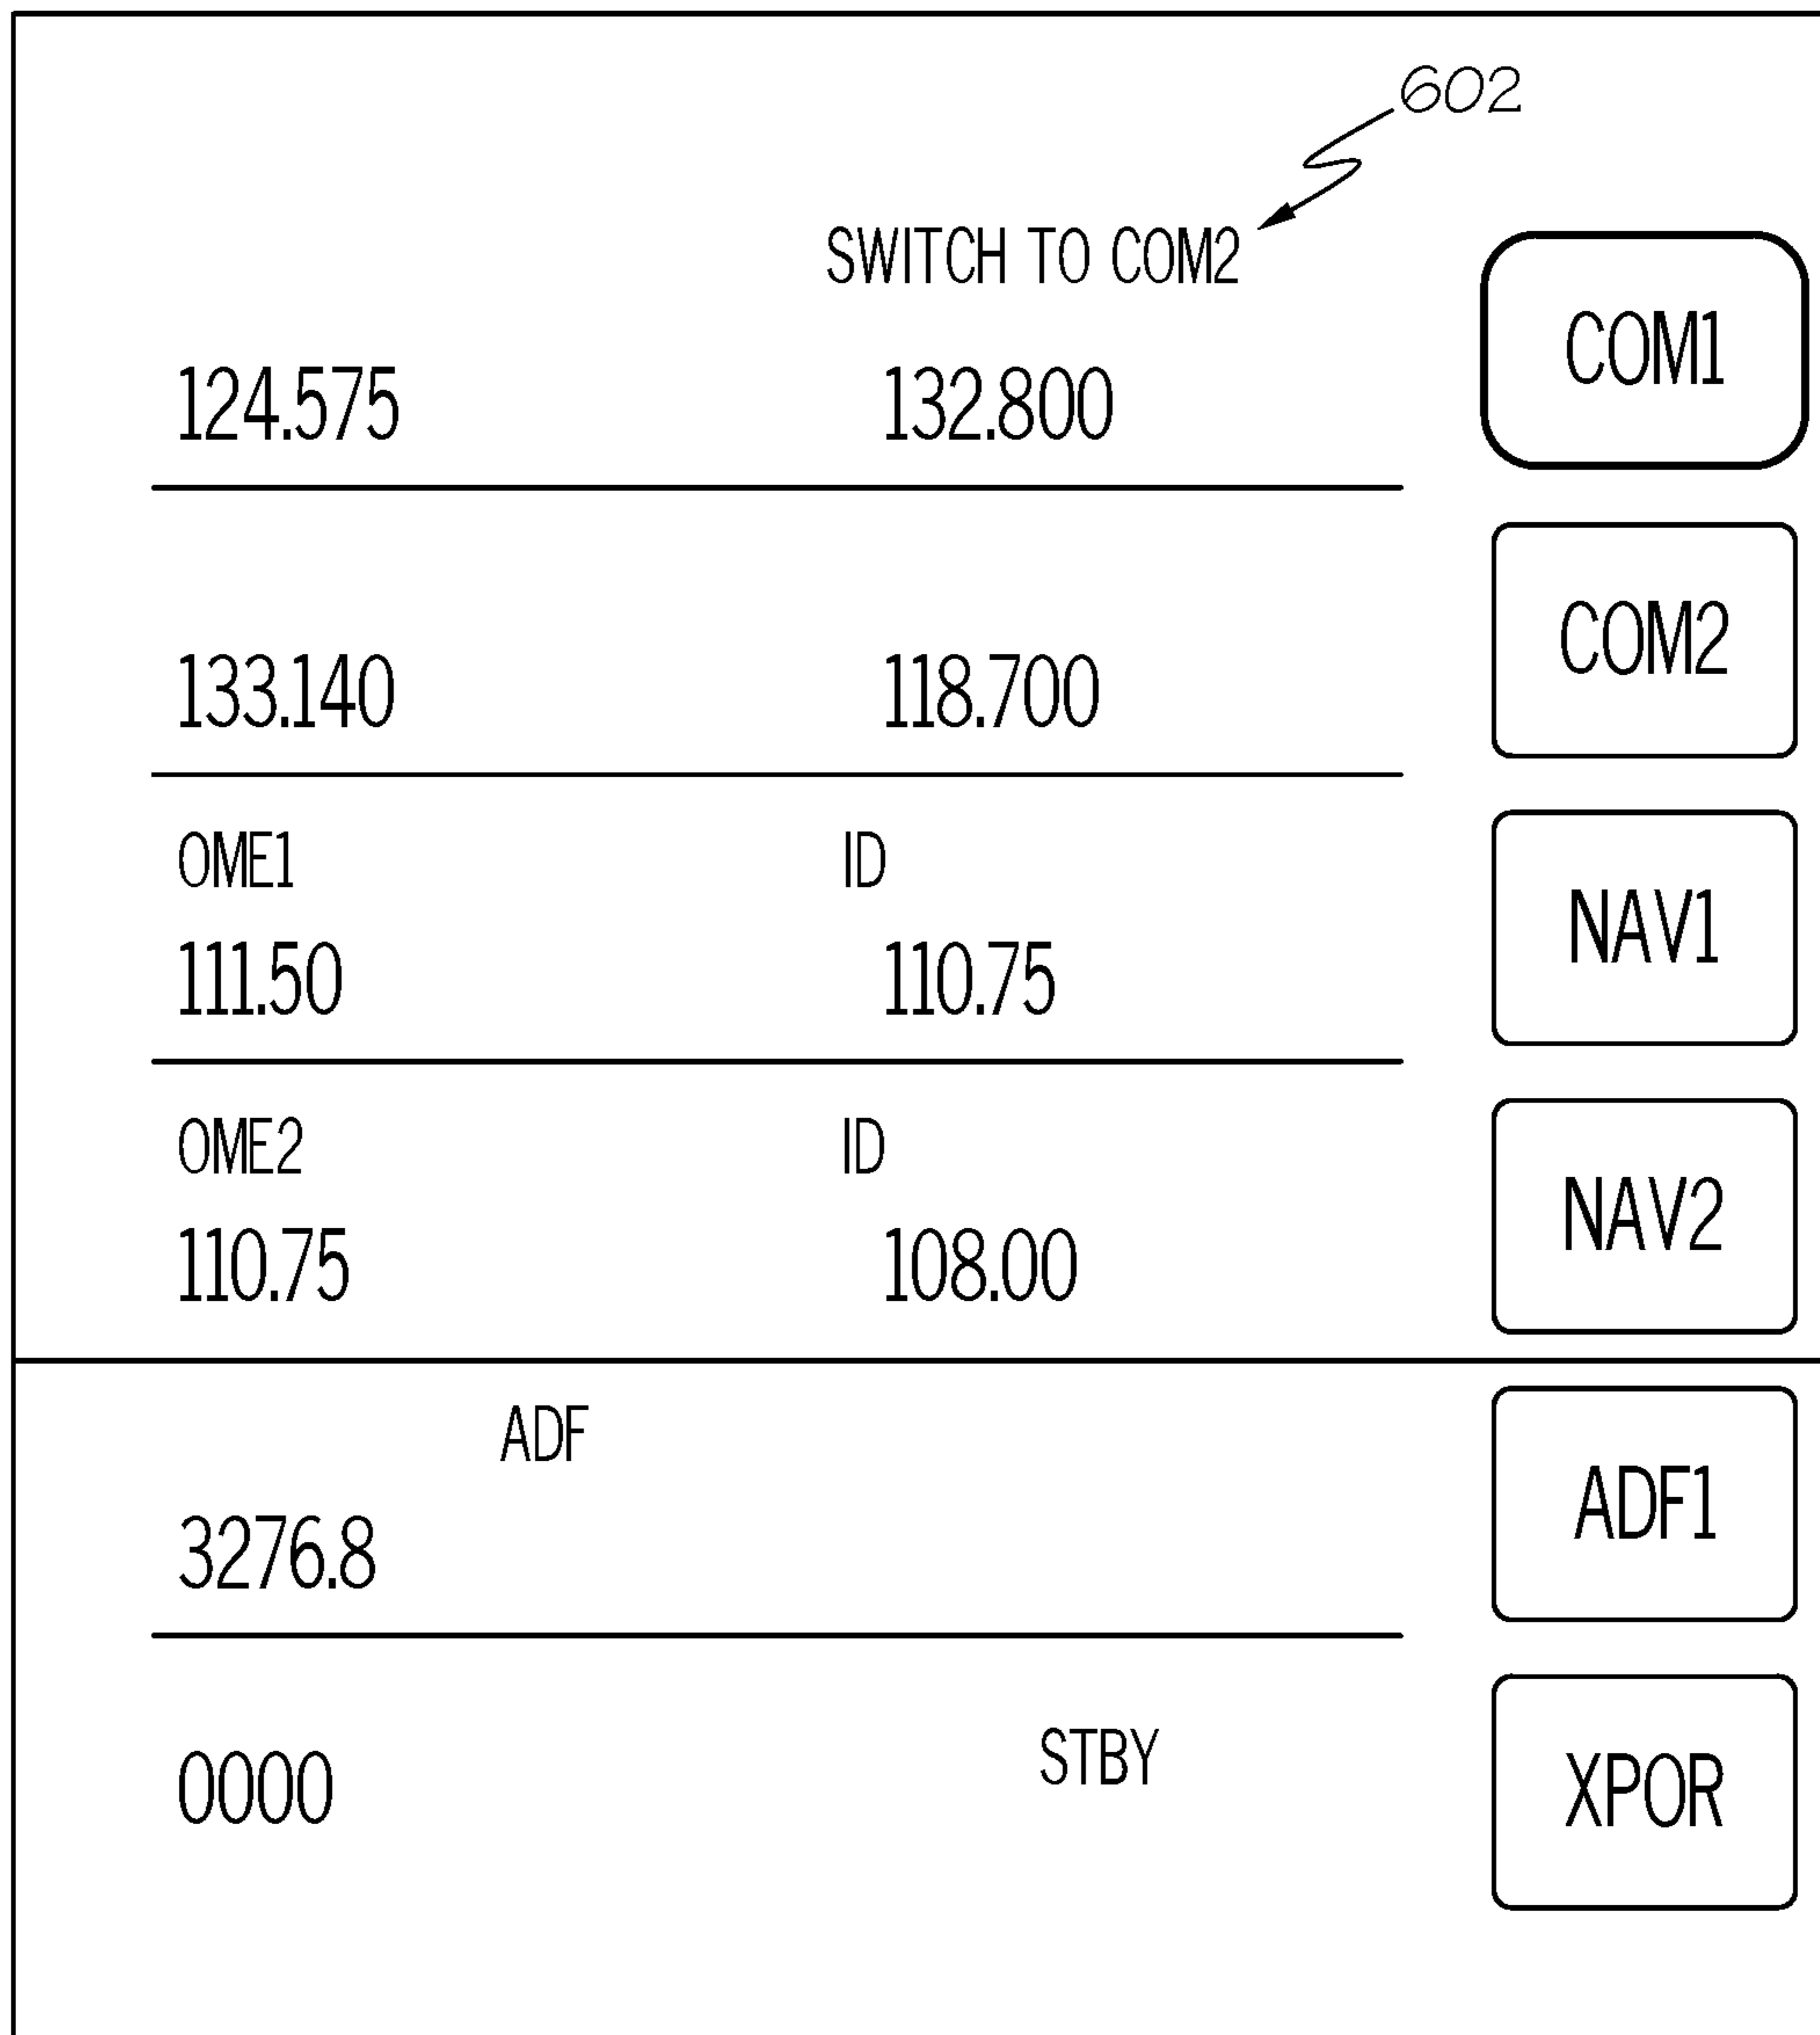 602
SWITCH TO COM2
124.575 132.800 COM1
133.140 118.700 COM2
OME1 ID
111.50 110.75 NAV1
OME2 ID
110.75 108.00 NAV2
ADF
3276.8 ADF1
0000 STBY XPOR